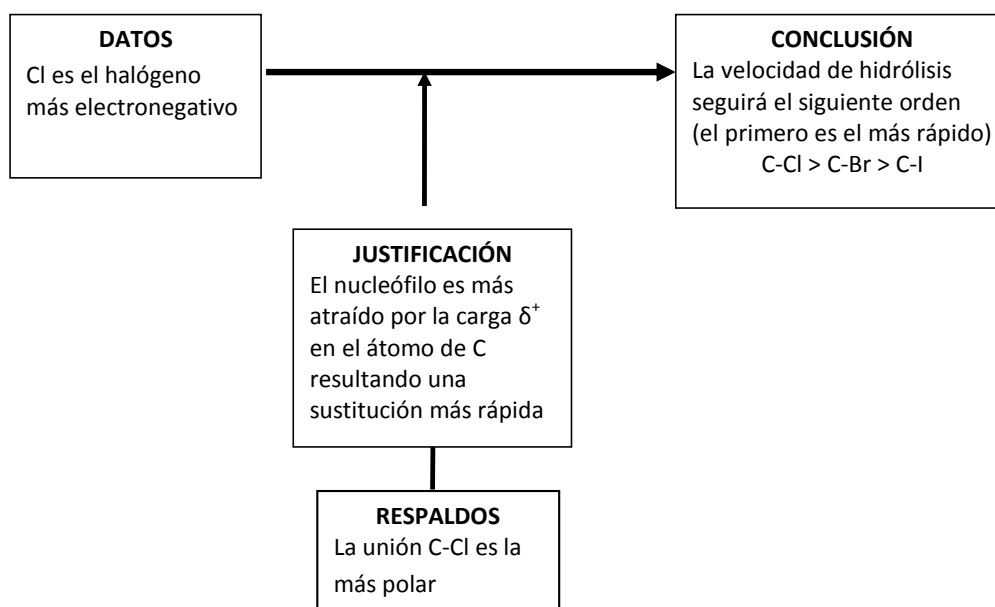 DATOS
Cl es el halógeno
más electronegativo
CONCLUSIÓN
La velocidad de hidrólisis
seguirá el siguiente orden
(el primero es el más rápido)
C-Cl > C-Br > C-I
JUSTIFICACIÓN
El nucleófilo es más
atraído por la carga δ⁺
en el átomo de C
resultando una
sustitución más rápida
RESPALDOS
La unión C-Cl es la
más polar